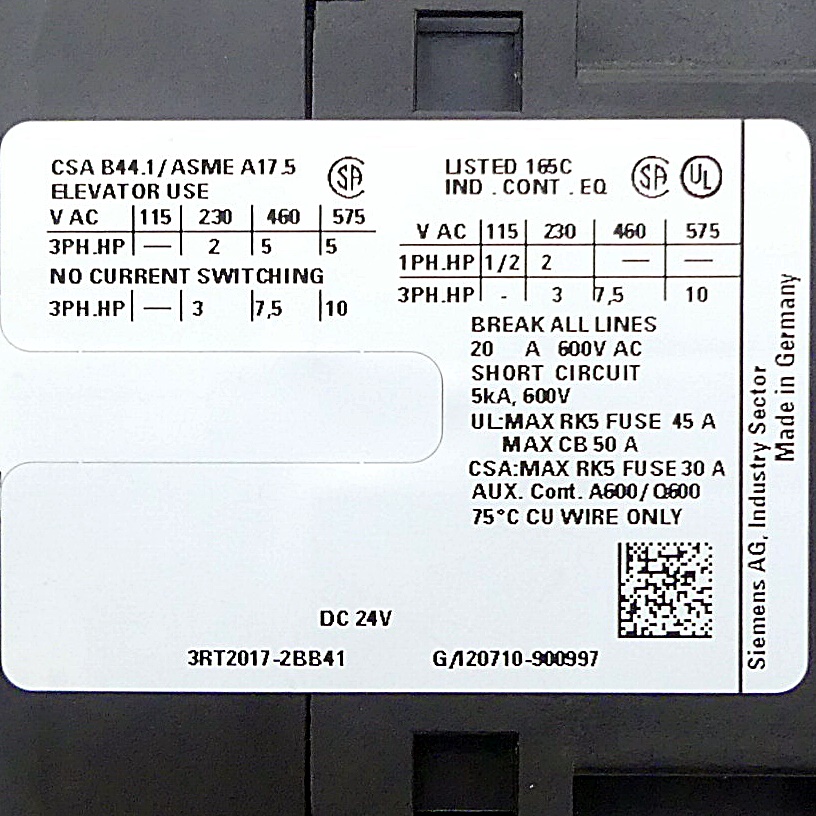 CSA B44.1/ASME A17.5
ELEVATOR USE
V AC 115 230 460 575
3PH.HP — 2 5 5
NO CURRENT SWITCHING
3PH.HP — 3 7,5 10
SA
LISTED 165C
IND . CONT . EQ
SA UL
V AC 115 230 460 575
1PH.HP 1/2 2 — —
3PH.HP - 3 7,5 10
BREAK ALL LINES
20 A 600V AC
SHORT CIRCUIT
5kA, 600V
UL:MAX RK5 FUSE 45 A
MAX CB 50 A
CSA:MAX RK5 FUSE 30 A
AUX. Cont. A600/Q600
75°C CU WIRE ONLY
DC 24V
3RT2017-2BB41 G/120710-900997
Siemens AG, Industry Sector
Made in Germany